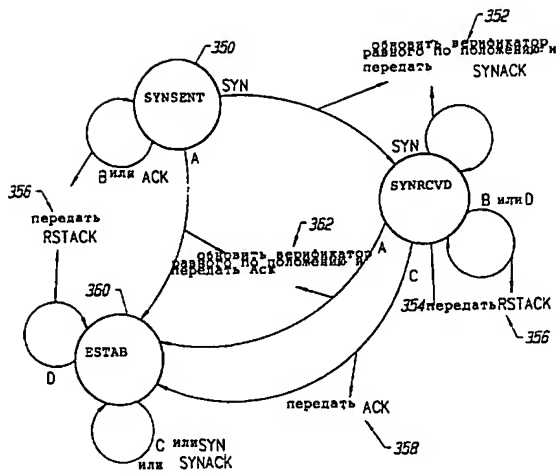 352
350
обновить верификатор
равного по положению и
передать SYNACK
SYNSENT
SYN
SYN
A
B или ACK
SYNRCVD
356
передать
RSTACK
362
B или D
обновить верификатор
равного по положению и
передать Ack
A
C
360
354 передать RSTACK
356
ESTAB
D
передать ACK
358
C или SYN
или SYNACK